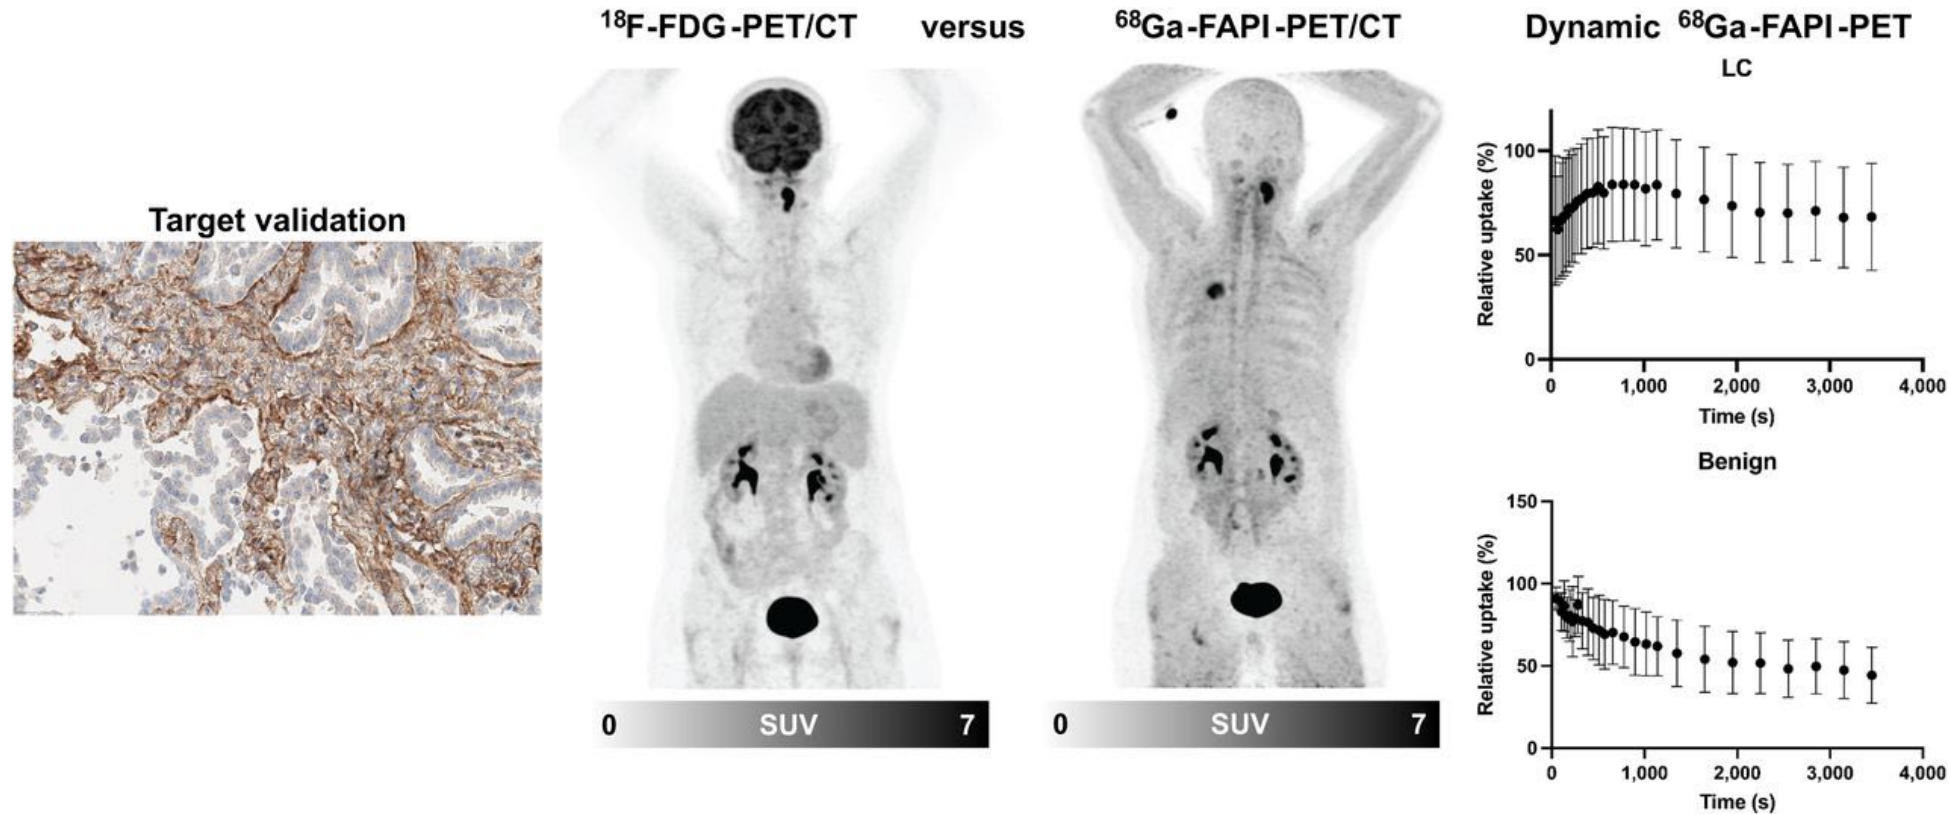 ¹⁸F-FDG-PET/CT versus ⁶⁸Ga-FAPI-PET/CT Dynamic ⁶⁸Ga-FAPI-PET
Target validation
0 SUV 7
0 SUV 7
LC
Relative uptake (%)
100
50
0
0 1,000 2,000 3,000 4,000
Time (s)
Benign
Relative uptake (%)
150
100
50
0
0 1,000 2,000 3,000 4,000
Time (s)